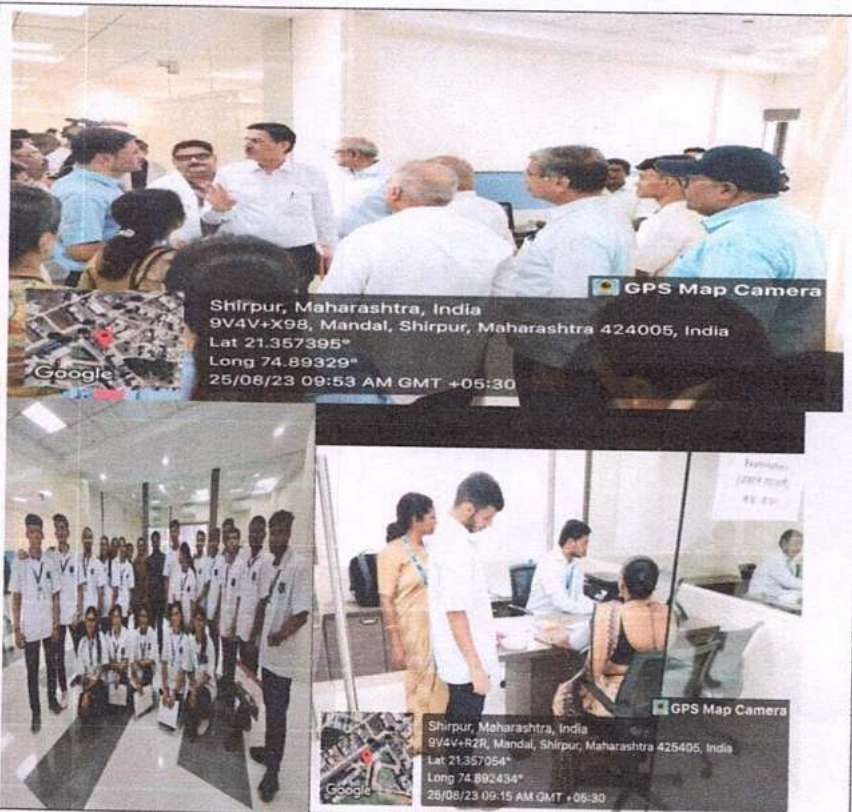 GPS Map Camera
Shirpur, Maharashtra, India
9V4V+X98, Mandal, Shirpur, Maharashtra 424005, India
Lat 21.357395°
Long 74.89329°
25/08/23 09:53 AM GMT +05:30
Google
Examination
GPS Map Camera
Shirpur, Maharashtra, India
9V4V+R2R, Mandal, Shirpur, Maharashtra 425405, India
Lat 21.357054°
Long 74.892434°
25/08/23 09:15 AM GMT +05:30
Google